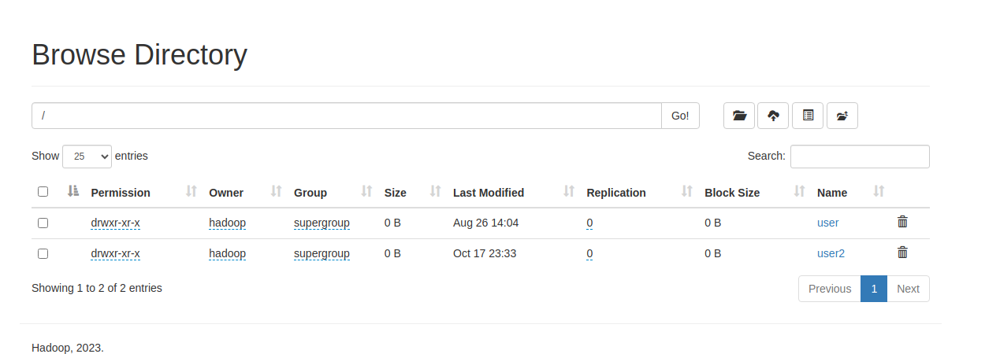 Browse Directory
/ Go!
Show 25 entries Search:
Permission Owner Group Size Last Modified Replication Block Size Name
drwxr-xr-x hadoop supergroup 0 B Aug 26 14:04 0 0 B user
drwxr-xr-x hadoop supergroup 0 B Oct 17 23:33 0 0 B user2
Showing 1 to 2 of 2 entries Previous 1 Next
Hadoop, 2023.